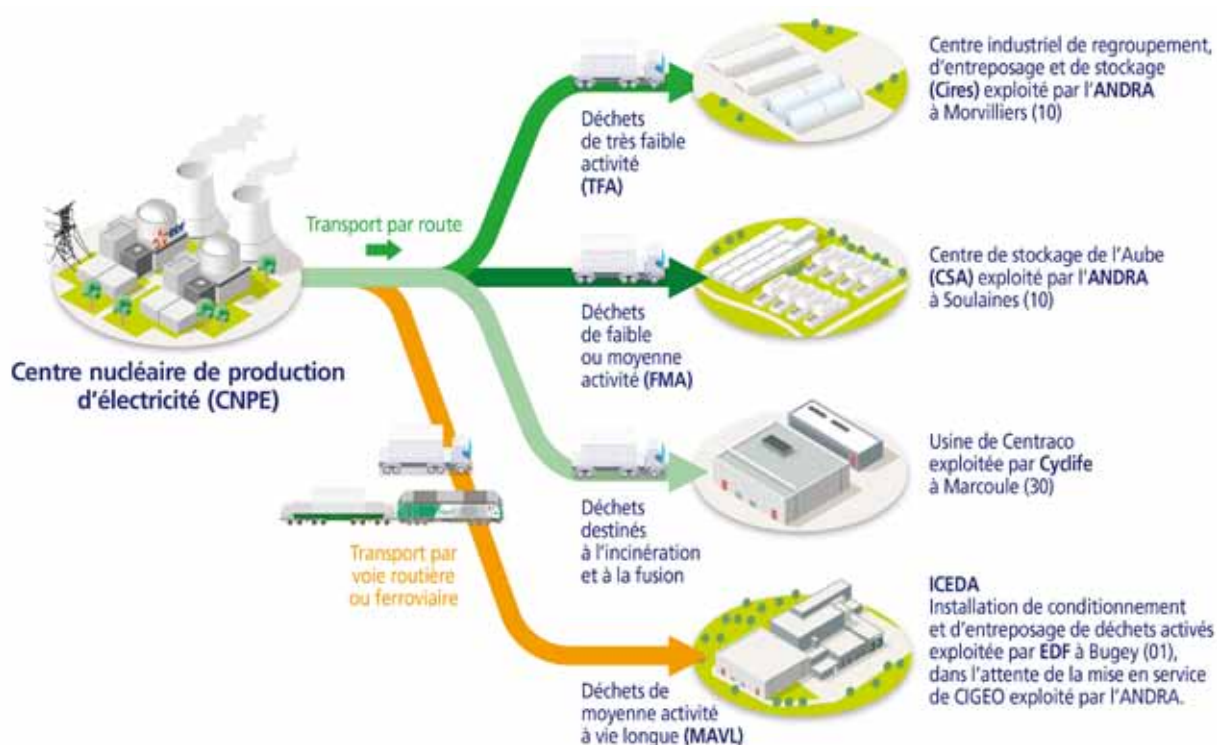 Centre industriel de regroupement,
d'entreposage et de stockage
(Cires) exploité par l'ANDRA
à Morvilliers (10)
Déchets
de très faible
activité
(TFA)
Transport par route
edf
Centre de stockage de l'Aube
(CSA) exploité par l'ANDRA
à Soulaines (10)
Déchets
de faible
ou moyenne
activité (FMA)
Centre nucléaire de production
d'électricité (CNPE)
Usine de Centraco
exploitée par Cyclife
à Marcoule (30)
Déchets
destinés
à l'incinération
et à la fusion
Transport par
voie routière
ou ferroviaire
ICEDA
Installation de conditionnement
et d'entreposage de déchets activés
exploitée par EDF à Bugey (01),
dans l'attente de la mise en service
de CIGEO exploité par l'ANDRA.
Déchets de
moyenne activité
à vie longue (MAVL)